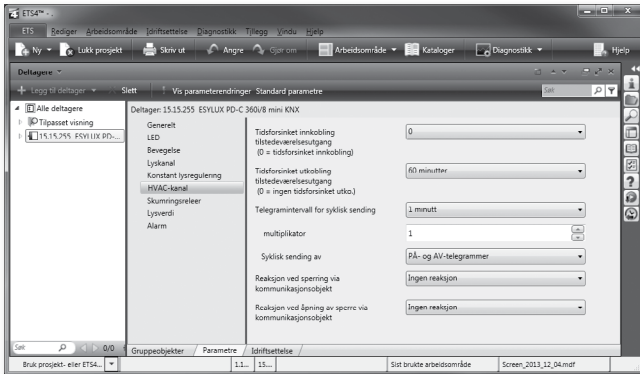 ETS4™ - .
ETS Rediger Arbeidsområde Idriftsettelse Diagnostikk Tjllegg Vindu Hjelp
Ny Lukk prosjekt Skriv ut Angre Gjør om Arbeidsområde Kataloger Diagnostikk Hjelp
Deltagere
Legg til deltager Slett Vis parameterendringer Standard parametre Søk
Alle deltagere
Tilpasset visning
15.15.255 ESYLUX PD-...
Deltager: 15.15.255 ESYLUX PD-C 360i/8 mini KNX
Generelt
LED
Bevegelse
Lyskanal
Konstant lysregulering
HVAC-kanal
Skumringsreleer
Lysverdi
Alarm
Tidsforsinket innkobling
tilstedeværelsesutgang
(0 = tidsforsinket innkobling)
0
Tidsforsinket utkobling
tilstedeværelsesutgang
(0 = ingen tidsforsinket utko.)
60 minutter
Telegramintervall for syklisk sending
1 minutt
multiplikator
1
Syklisk sending av
PÅ- og AV-telegrammer
Reaksjon ved sperring via
kommunikasjonsobjekt
Ingen reaksjon
Reaksjon ved åpning av sperre via
kommunikasjonsobjekt
Ingen reaksjon
Søk 0/0
Gruppeobjekter Parametre Idriftsettelse
Bruk prosjekt- eller ETS4... 1.1... 15... Sist brukte arbeidsområde Screen_2013_12_04.mdf